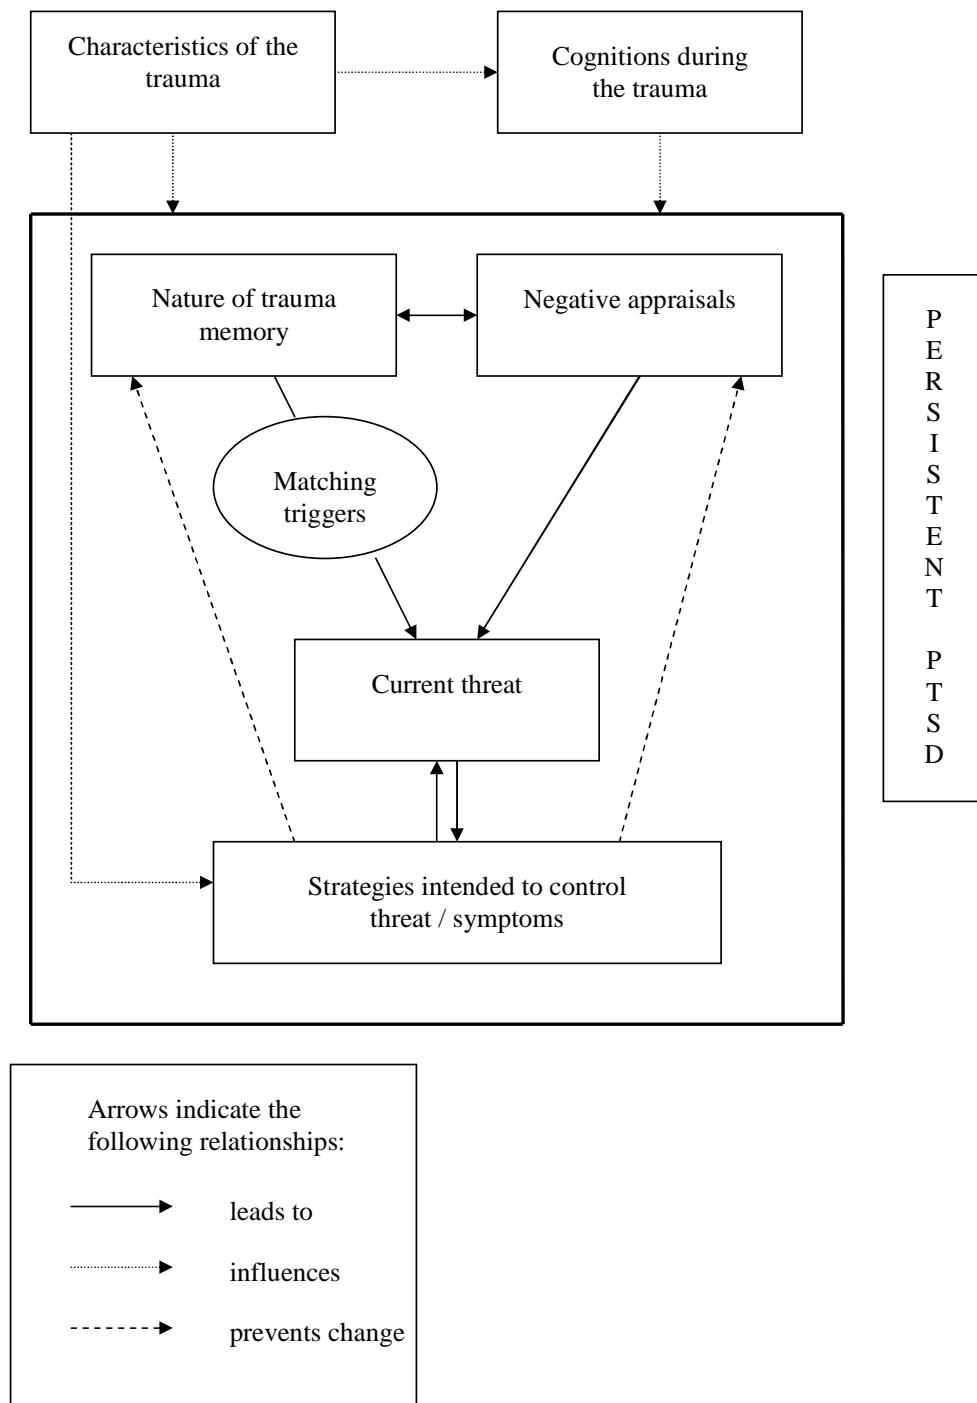 Characteristics of the
trauma
Cognitions during
the trauma
Nature of trauma
memory
Negative appraisals
Matching
triggers
Current threat
Strategies intended to control
threat / symptoms
P
E
R
S
I
S
T
E
N
T
P
T
S
D
Arrows indicate the
following relationships:
leads to
influences
prevents change